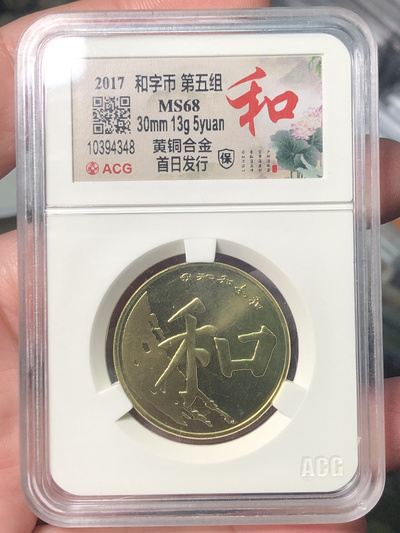 2017 和字币 第五组
MS68
30mm 13g 5yuan
10394348 黄铜合金
ACG 首日发行 保
和
和
ACG